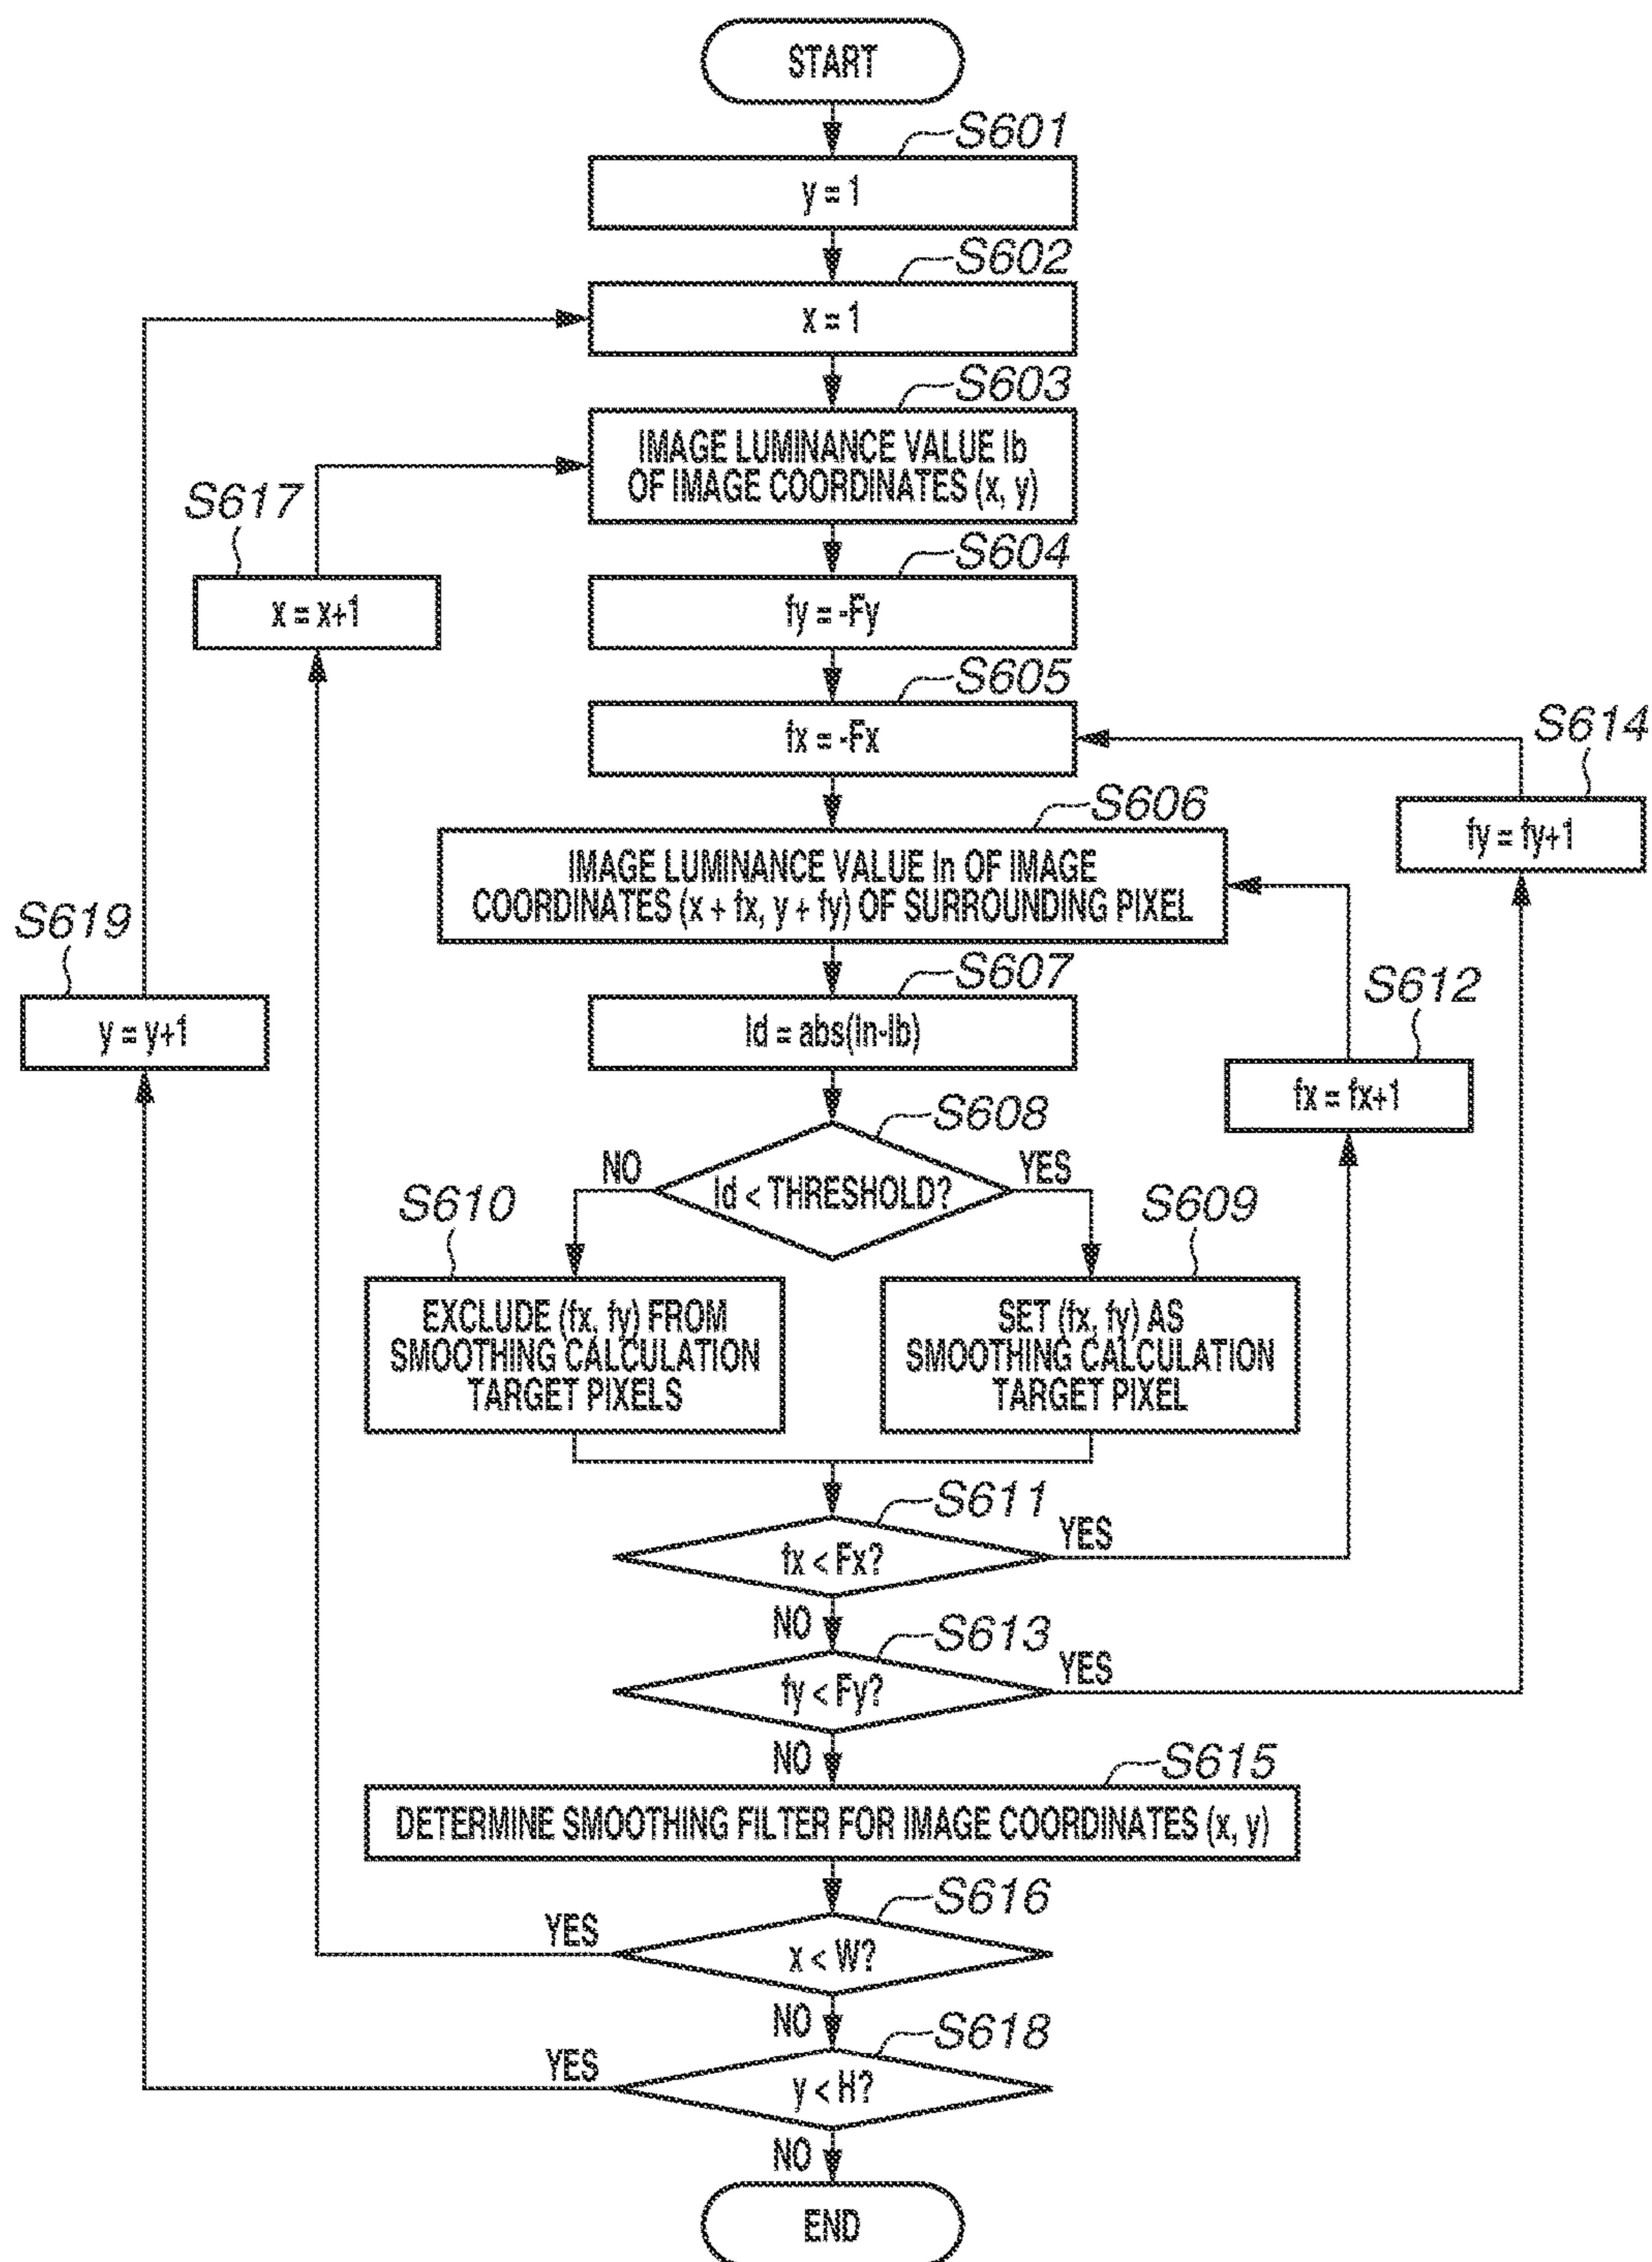 START
S601
y = 1
S602
x = 1
S603
IMAGE LUMINANCE VALUE Ib
OF IMAGE COORDINATES (x, y)
S617
x = x+1
S604
fy = -Fy
S605
fx = -Fx
S614
fy = fy+1
S606
IMAGE LUMINANCE VALUE In OF IMAGE
COORDINATES (x + fx, y + fy) OF SURROUNDING PIXEL
S619
y = y+1
S607
Id = abs(In-Ib)
S612
fx = fx+1
S608
Id < THRESHOLD?
NO
YES
S610
EXCLUDE (fx, fy) FROM
SMOOTHING CALCULATION
TARGET PIXELS
S609
SET (fx, fy) AS
SMOOTHING CALCULATION
TARGET PIXEL
S611
fx < Fx?
YES
NO
S613
fy < Fy?
YES
NO
S615
DETERMINE SMOOTHING FILTER FOR IMAGE COORDINATES (x, y)
S616
YES
x < W?
NO
S618
YES
y < H?
NO
END